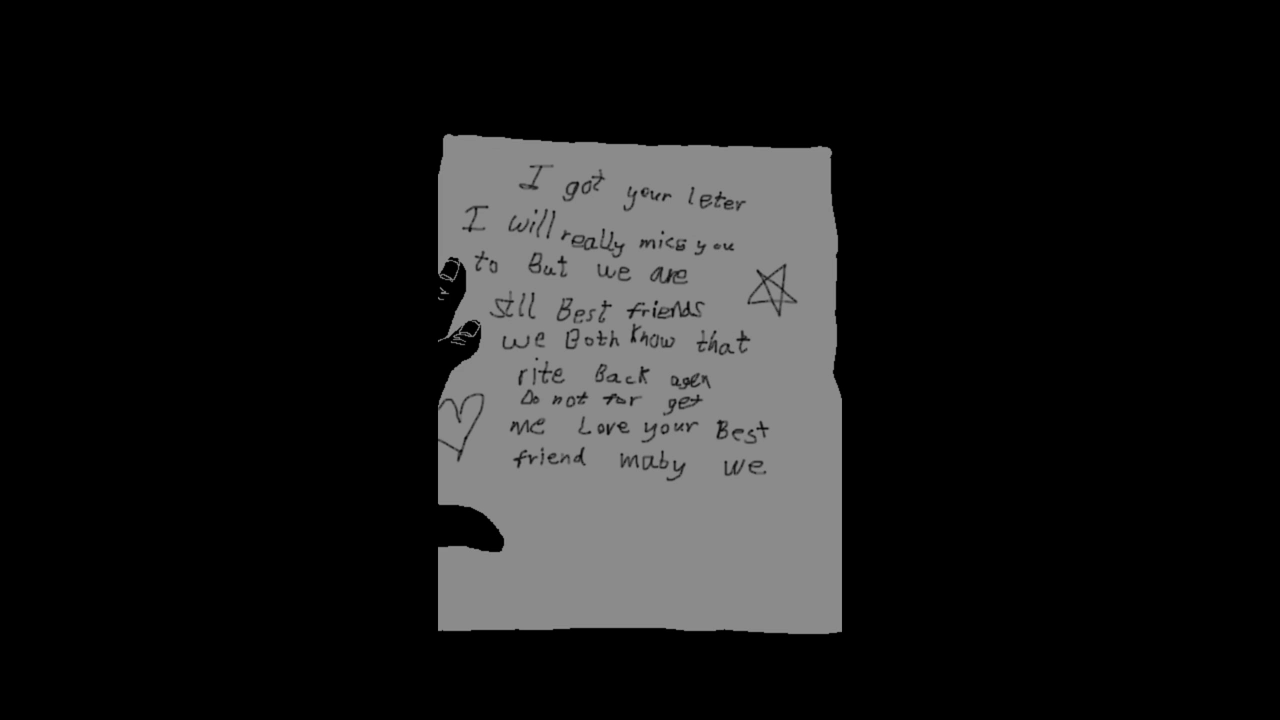 I got your leter
I will really miss you
to But we are
stll Best friends
we Both know that
rite Back agen
Do not for get
me Love your Best
friend maby we